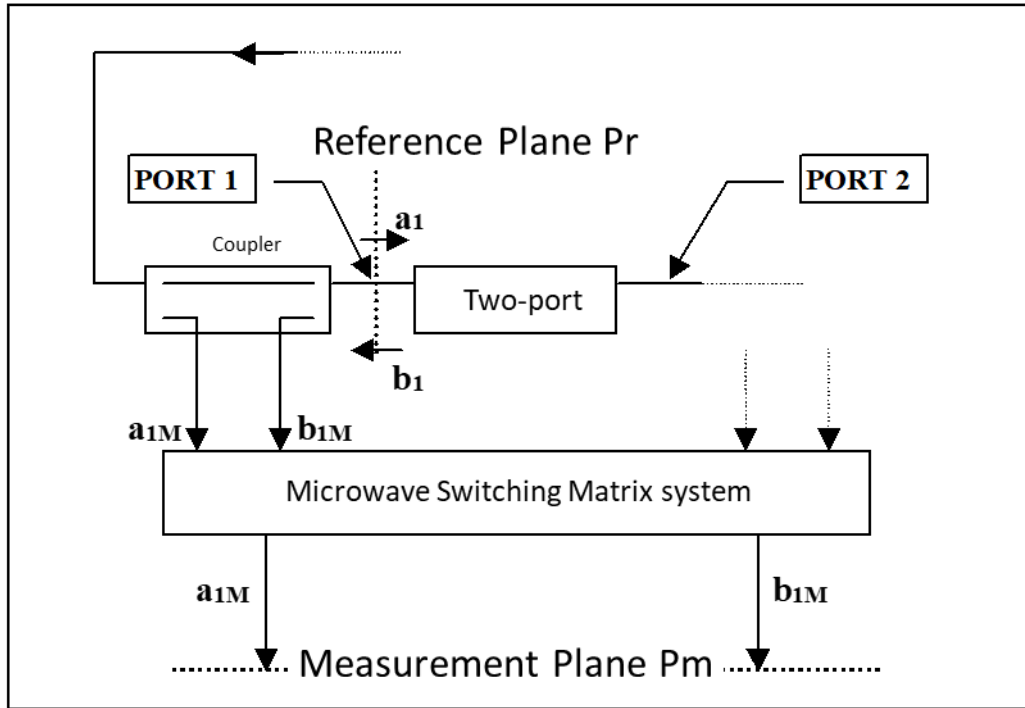 Reference Plane Pr
PORT 1
PORT 2
a1
Coupler
Two-port
b1
a1M
b1M
Microwave Switching Matrix system
a1M
b1M
Measurement Plane Pm